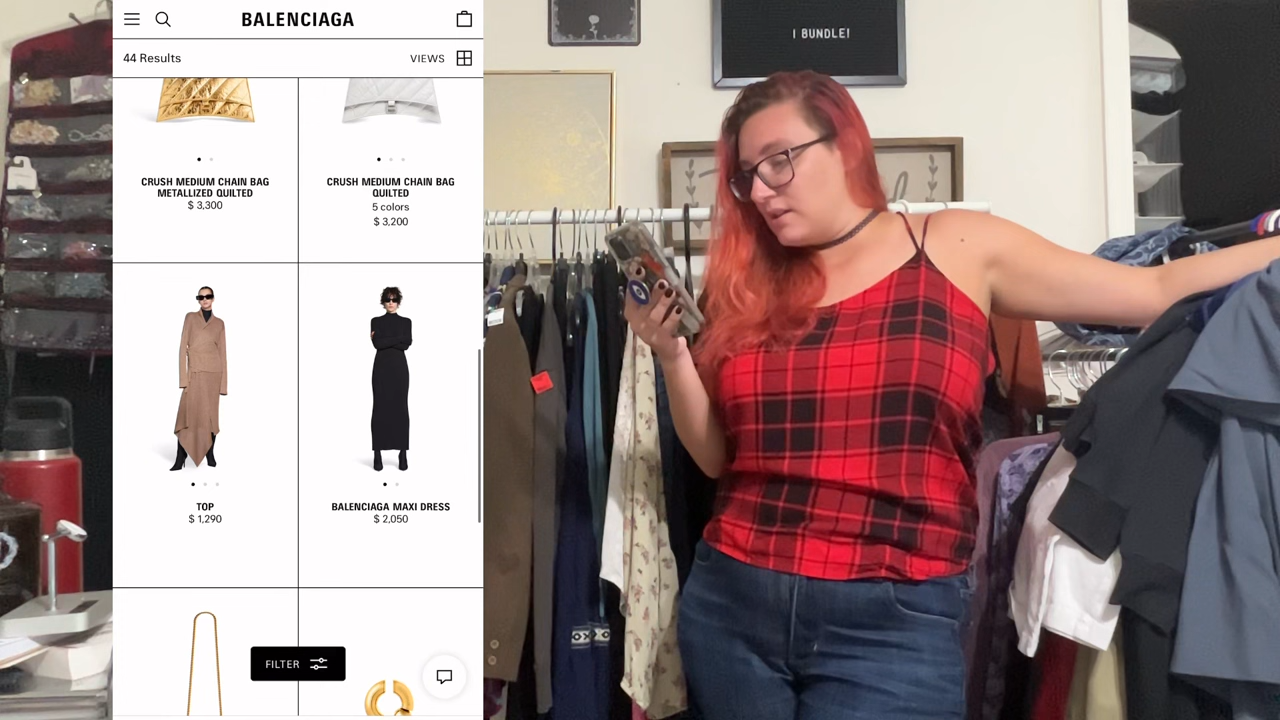 BALENCIAGA
44 Results
VIEWS
CRUSH MEDIUM CHAIN BAG
METALLIZED QUILTED
$ 3,300
CRUSH MEDIUM CHAIN BAG
QUILTED
5 colors
$ 3,200
TOP
$ 1,290
BALENCIAGA MAXI DRESS
$ 2,050
FILTER
I BUNDLE!